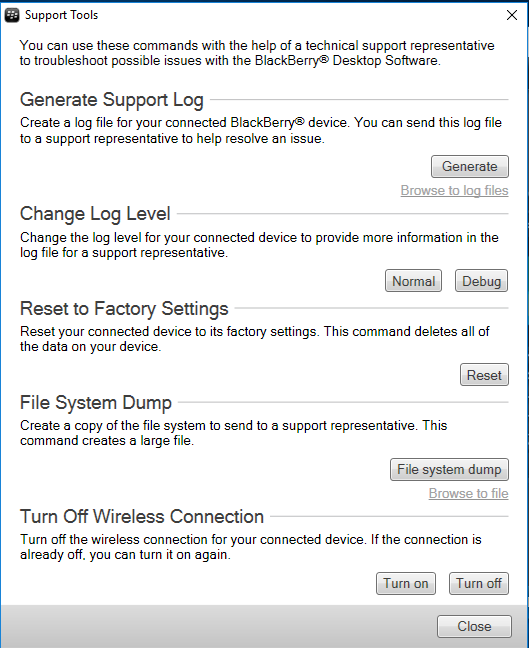 Support Tools
You can use these commands with the help of a technical support representative
to troubleshoot possible issues with the BlackBerry® Desktop Software.
Generate Support Log
Create a log file for your connected BlackBerry® device. You can send this log file
to a support representative to help resolve an issue.
Generate
Browse to log files
Change Log Level
Change the log level for your connected device to provide more information in the
log file for a support representative.
Normal Debug
Reset to Factory Settings
Reset your connected device to its factory settings. This command deletes all of
the data on your device.
Reset
File System Dump
Create a copy of the file system to send to a support representative. This
command creates a large file.
File system dump
Browse to file
Turn Off Wireless Connection
Turn off the wireless connection for your connected device. If the connection is
already off, you can turn it on again.
Turn on Turn off
Close